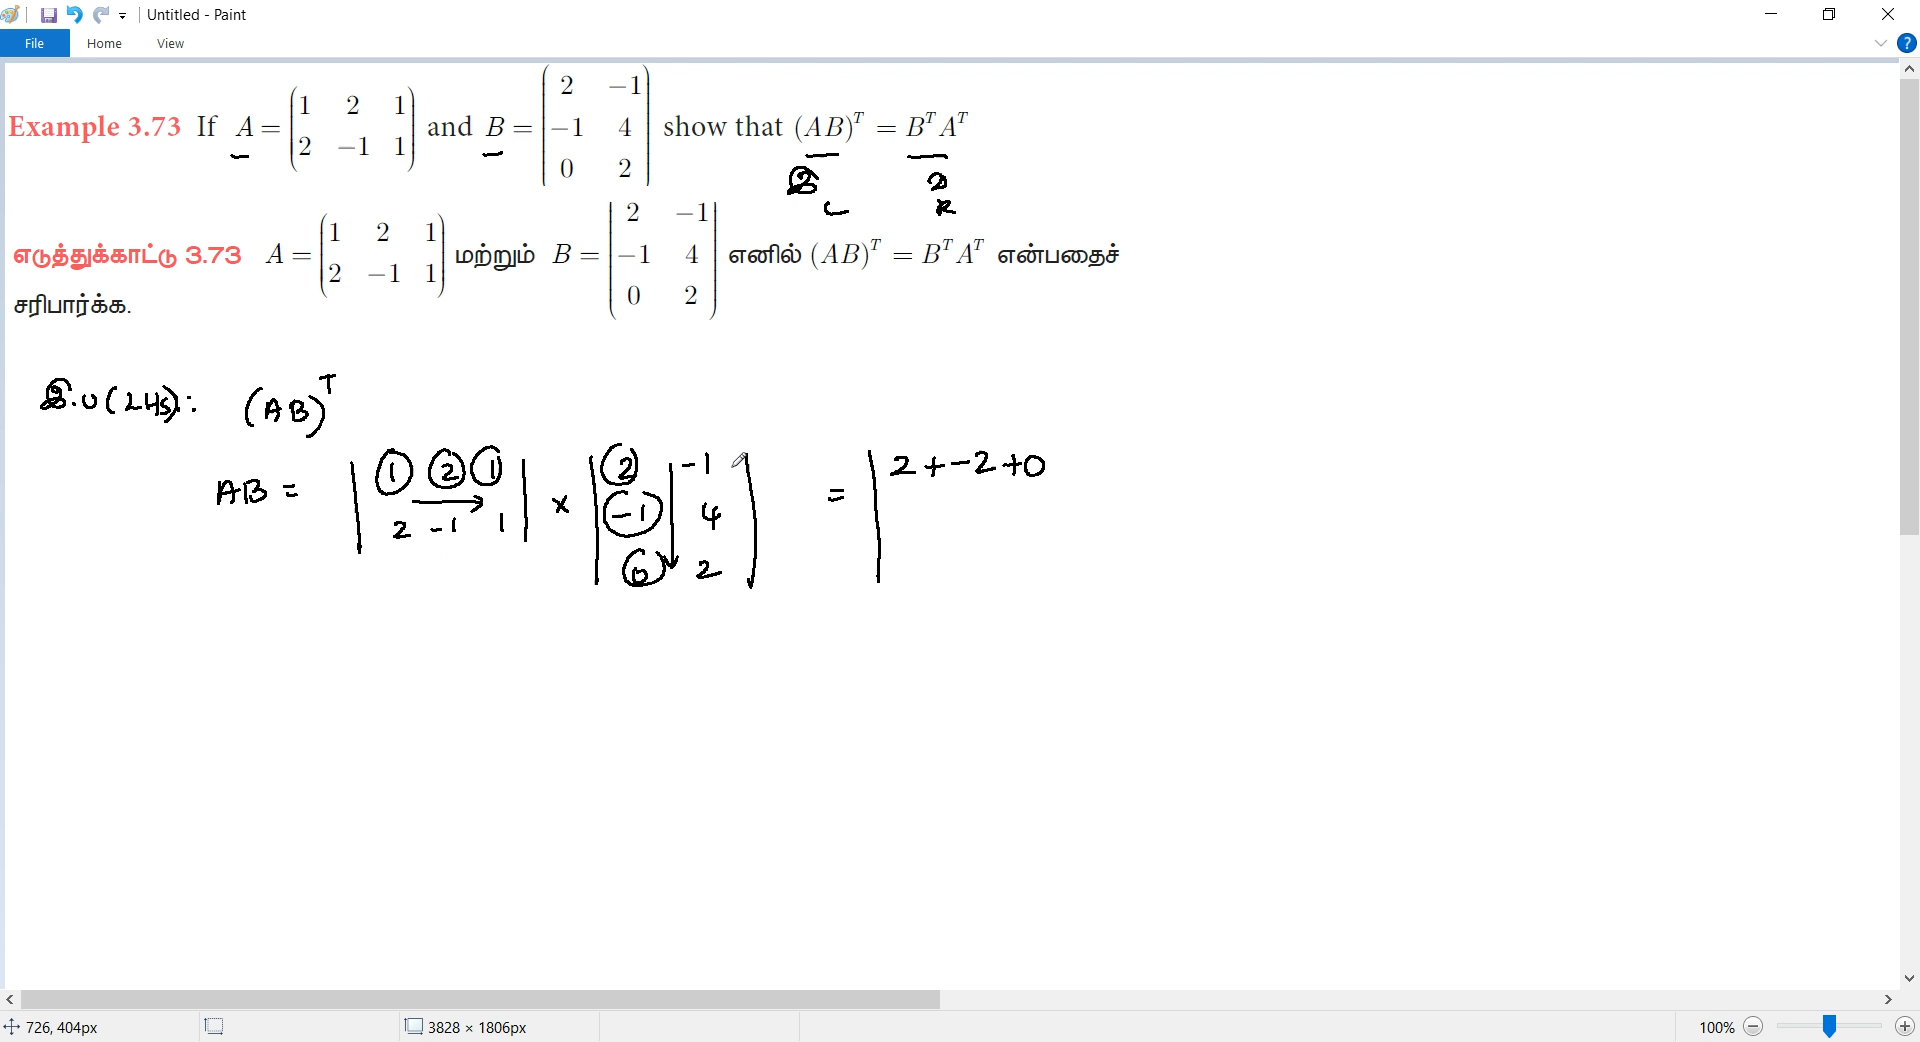 Untitled - Paint
File Home View
Example 3.73 If A = (1 2 1 2 −1 1) and B = (2 −1 −1 4 0 2) show that (AB)^T = B^T A^T
இ வ
L R
எடுத்துக்காட்டு 3.73 A = (1 2 1 2 −1 1) மற்றும் B = (2 −1 −1 4 0 2) எனில் (AB)^T = B^T A^T என்பதைச்
சரிபார்க்க.
இ.ப (LHS): (AB)^T
AB = | 1 2 1 2 -1 1 | × | 2 -1 -1 4 0 2 | = | 2+-2+0
726, 404px 3828 × 1806px 100%